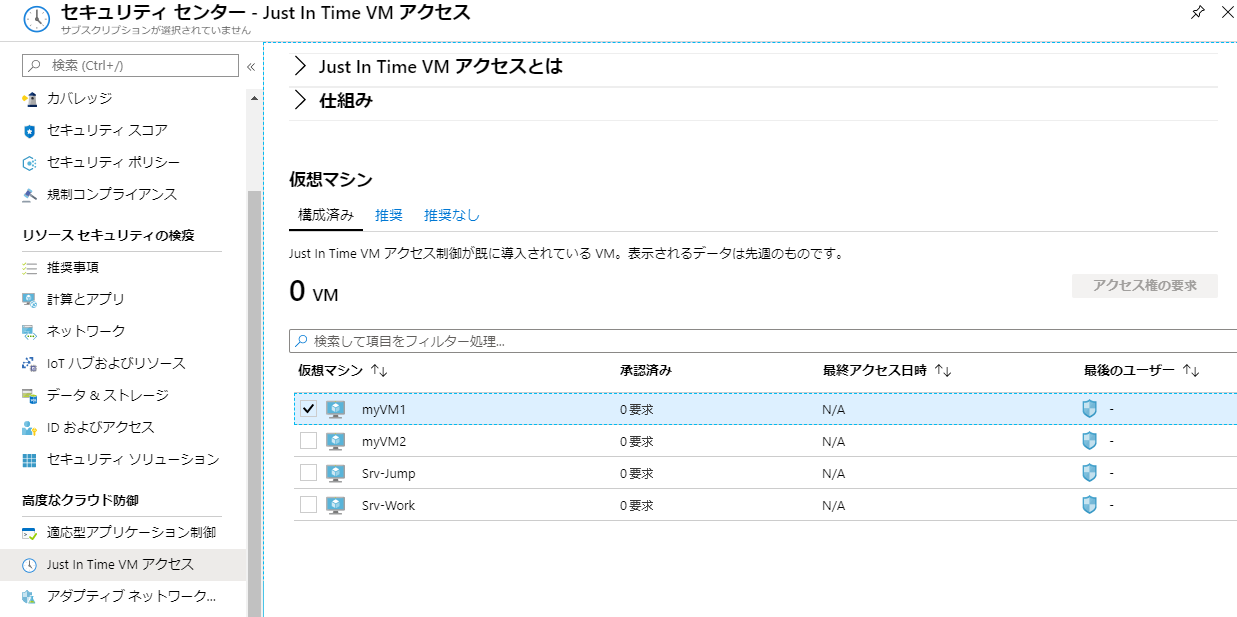 セキュリティ センター - Just In Time VM アクセス
サブスクリプションが選択されていません
検索 (Ctrl+/)
«
カバレッジ
セキュリティ スコア
セキュリティ ポリシー
規制コンプライアンス
リソース セキュリティの検疫
推奨事項
計算とアプリ
ネットワーク
IoT ハブおよびリソース
データ & ストレージ
ID およびアクセス
セキュリティ ソリューション
高度なクラウド防御
適応型アプリケーション制御
Just In Time VM アクセス
アダプティブ ネットワーク...
Just In Time VM アクセスとは
仕組み
仮想マシン
構成済み 推奨 推奨なし
Just In Time VM アクセス制御が既に導入されている VM。表示されるデータは先週のものです。
0 VM
アクセス権の要求
検索して項目をフィルター処理...
仮想マシン ↑↓ 承認済み 最終アクセス日時 ↑↓ 最後のユーザー ↑↓
myVM1 0 要求 N/A -
myVM2 0 要求 N/A -
Srv-Jump 0 要求 N/A -
Srv-Work 0 要求 N/A -